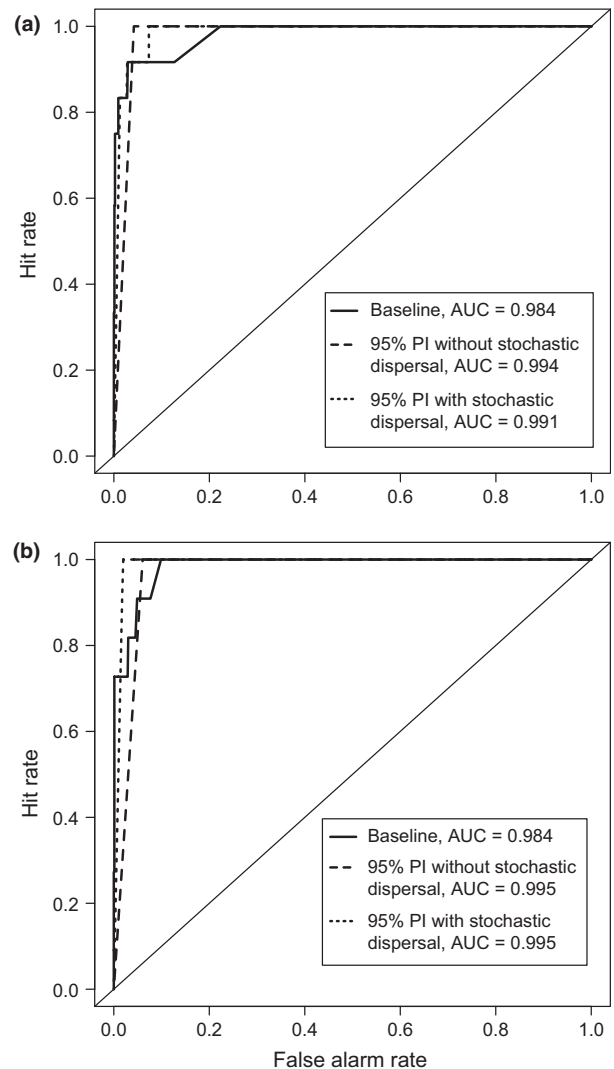 (a)
1.0
0.8
0.6
0.4
0.2
0.0
Hit rate
Baseline, AUC = 0.984
95% PI without stochastic
dispersal, AUC = 0.994
95% PI with stochastic
dispersal, AUC = 0.991
0.0 0.2 0.4 0.6 0.8 1.0
(b)
1.0
0.8
0.6
0.4
0.2
0.0
Hit rate
Baseline, AUC = 0.984
95% PI without stochastic
dispersal, AUC = 0.995
95% PI with stochastic
dispersal, AUC = 0.995
0.0 0.2 0.4 0.6 0.8 1.0
False alarm rate